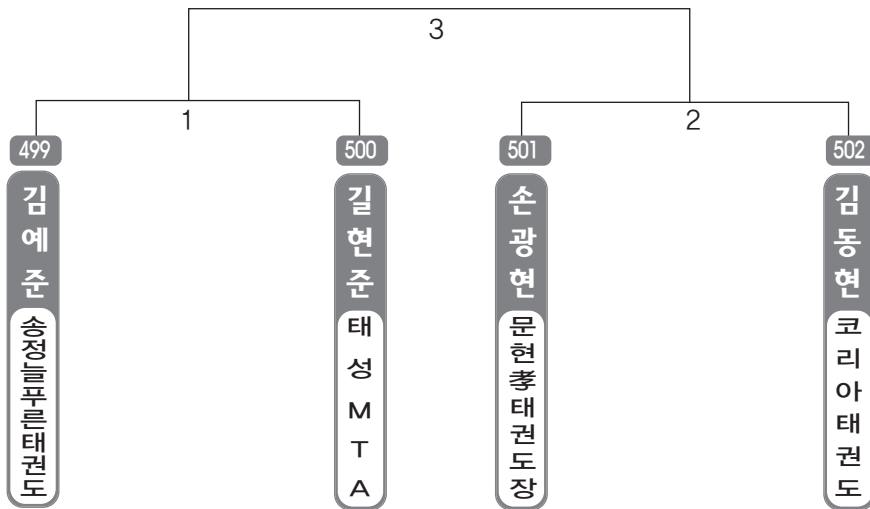 3
1
2
499
500
501
502
김예준
길현준
손광현
김동현
송정늘푸른태권도
태성MTA
문현孝태권도장
코리아태권도